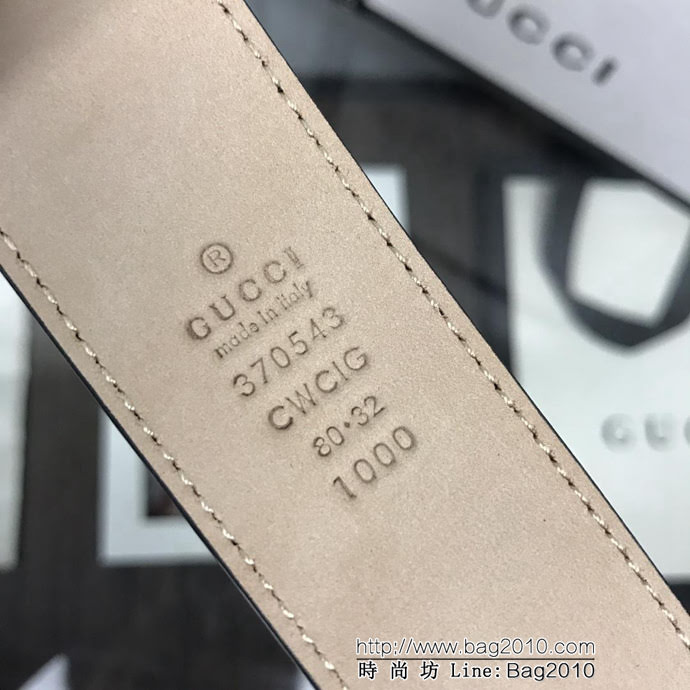 GUCCI
®
GUCCI
made in italy
370543
CWCIG
80•32
1000
GUC
http://www.bag2010.com/
時尚坊 Line:Bag2010